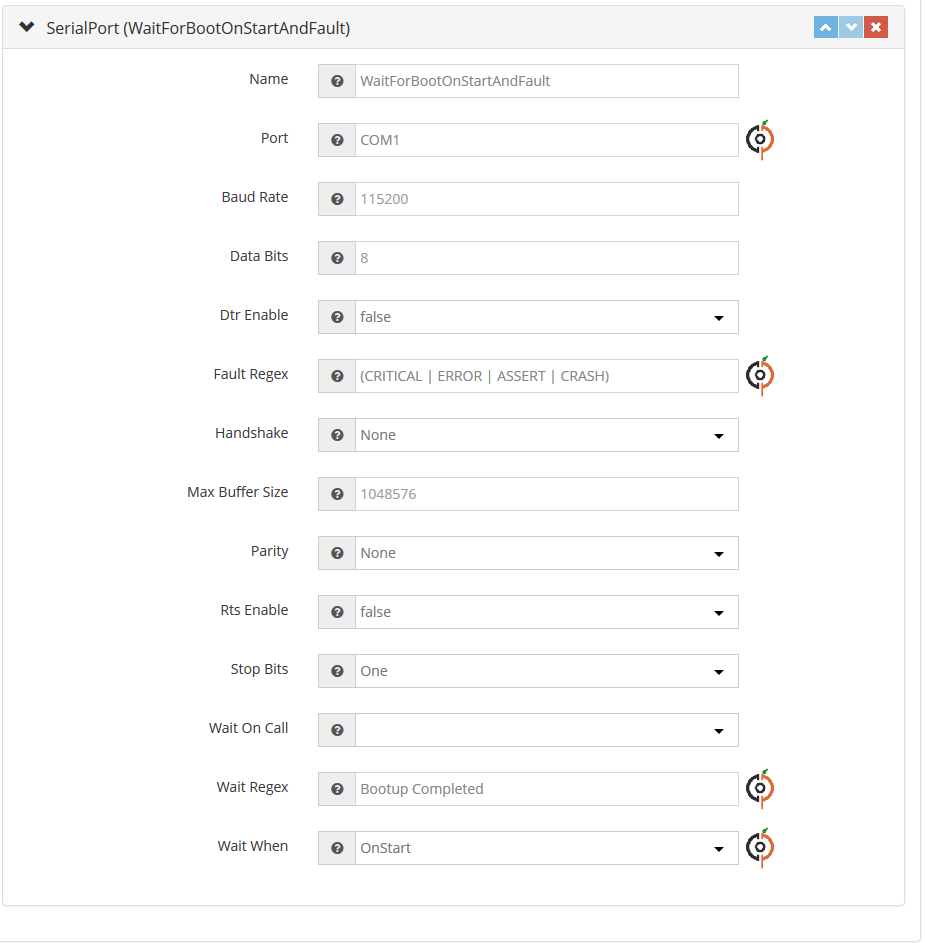 SerialPort (WaitForBootOnStartAndFault)
Name ? WaitForBootOnStartAndFault
Port ? COM1
Baud Rate ? 115200
Data Bits ? 8
Dtr Enable ? false
Fault Regex ? (CRITICAL | ERROR | ASSERT | CRASH)
Handshake ? None
Max Buffer Size ? 1048576
Parity ? None
Rts Enable ? false
Stop Bits ? One
Wait On Call ?
Wait Regex ? Bootup Completed
Wait When ? OnStart